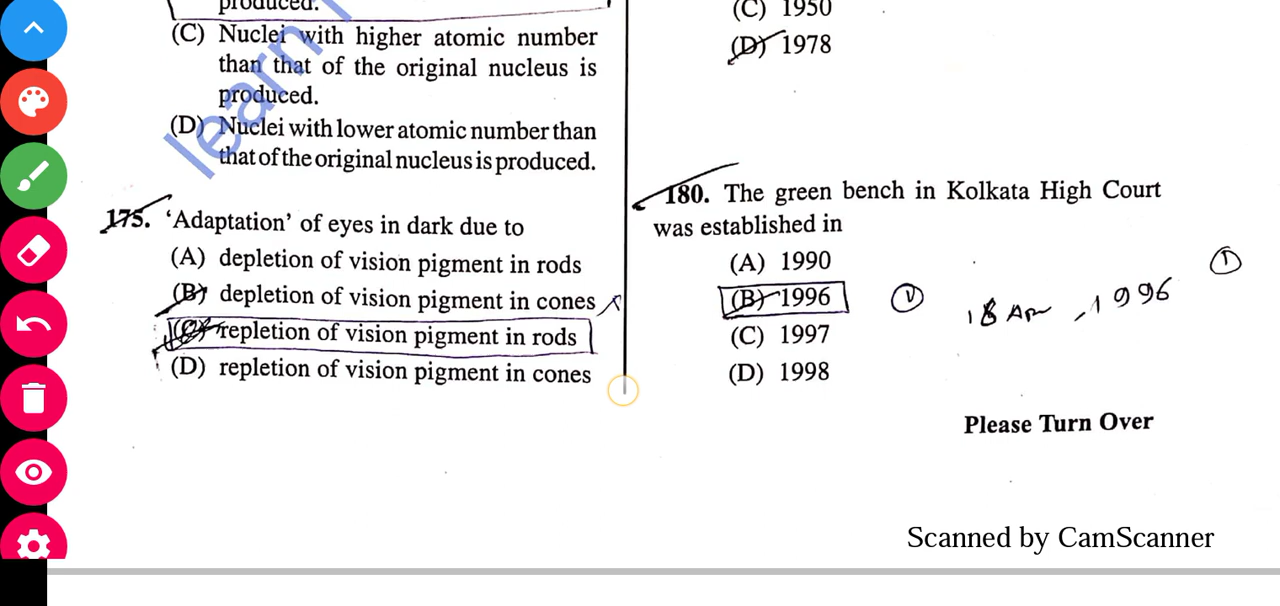 produced.
(C) Nuclei with higher atomic number
than that of the original nucleus is
produced.
(D) Nuclei with lower atomic number than
that of the original nucleus is produced.
learn
175. 'Adaptation' of eyes in dark due to
(A) depletion of vision pigment in rods
(B) depletion of vision pigment in cones
(C) repletion of vision pigment in rods
(D) repletion of vision pigment in cones
(C) 1950
(D) 1978
180. The green bench in Kolkata High Court
was established in
(A) 1990
(B) 1996
(C) 1997
(D) 1998
18 Apr, 1996
Please Turn Over
Scanned by CamScanner